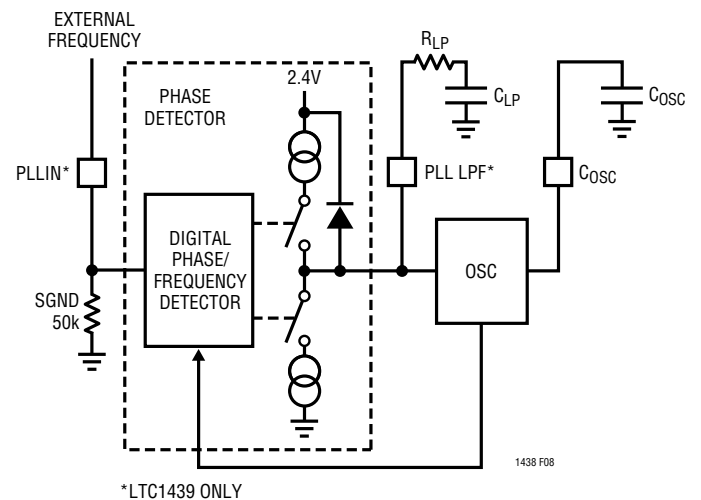 EXTERNAL
FREQUENCY
R_LP
2.4V
PHASE
DETECTOR
C_LP
C_OSC
PLLIN*
PLL LPF*
C_OSC
DIGITAL
PHASE/
FREQUENCY
DETECTOR
OSC
SGND
50k
1438 F08
*LTC1439 ONLY